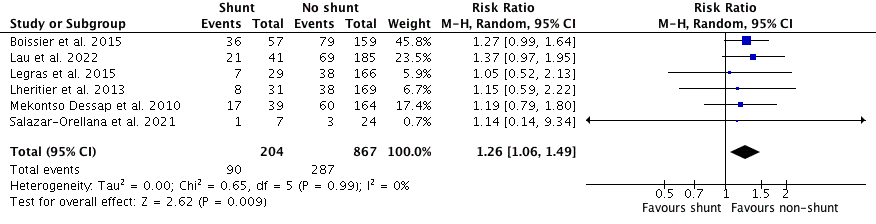 Shunt No shunt Risk Ratio Risk Ratio
Study or Subgroup Events Total Events Total Weight M-H, Random, 95% CI M-H, Random, 95% CI
Boissier et al. 2015 36 57 79 159 45.8% 1.27 [0.99, 1.64]
Lau et al. 2022 21 41 69 185 23.5% 1.37 [0.97, 1.95]
Legras et al. 2015 7 29 38 166 5.9% 1.05 [0.52, 2.13]
Lheritier et al. 2013 8 31 38 169 6.7% 1.15 [0.59, 2.22]
Mekontso Dessap et al. 2010 17 39 60 164 17.4% 1.19 [0.79, 1.80]
Salazar-Orellana et al. 2021 1 7 3 24 0.7% 1.14 [0.14, 9.34]
Total (95% CI) 204 867 100.0% 1.26 [1.06, 1.49]
Total events 90 287
Heterogeneity: Tau² = 0.00; Chi² = 0.65, df = 5 (P = 0.99); I² = 0%
Test for overall effect: Z = 2.62 (P = 0.009)
0.5 0.7 1 1.5 2
Favours shunt Favours non-shunt